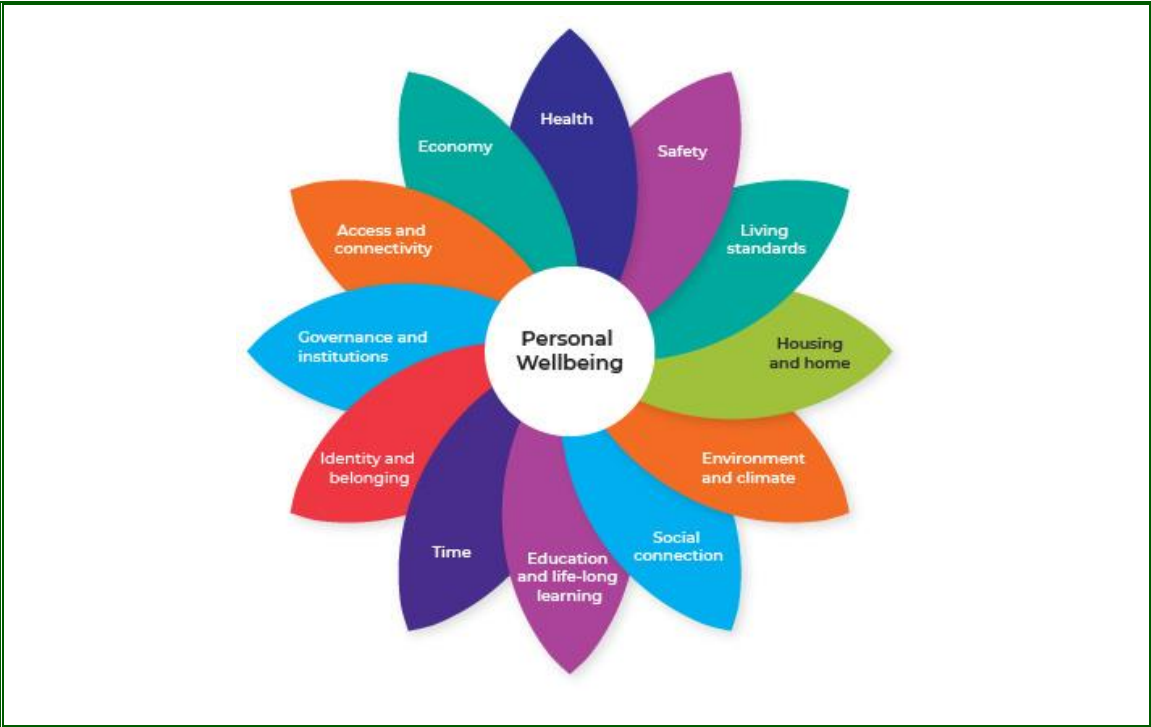 Health
Safety
Living
standards
Housing
and home
Environment
and climate
Social
connection
Education
and life-long
learning
Time
Identity and
belonging
Governance and
institutions
Access and
connectivity
Economy
Personal
Wellbeing